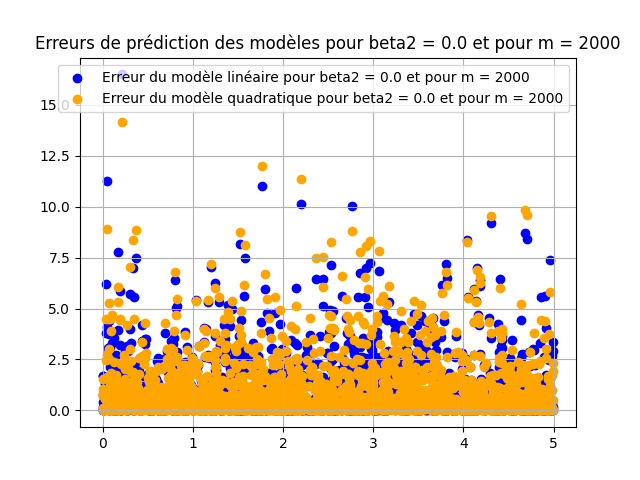 Erreurs de prédiction des modèles pour beta2 = 0.0 et pour m = 2000
Erreur du modèle linéaire pour beta2 = 0.0 et pour m = 2000
Erreur du modèle quadratique pour beta2 = 0.0 et pour m = 2000
15.0
12.5
10.0
7.5
5.0
2.5
0.0
0 1 2 3 4 5